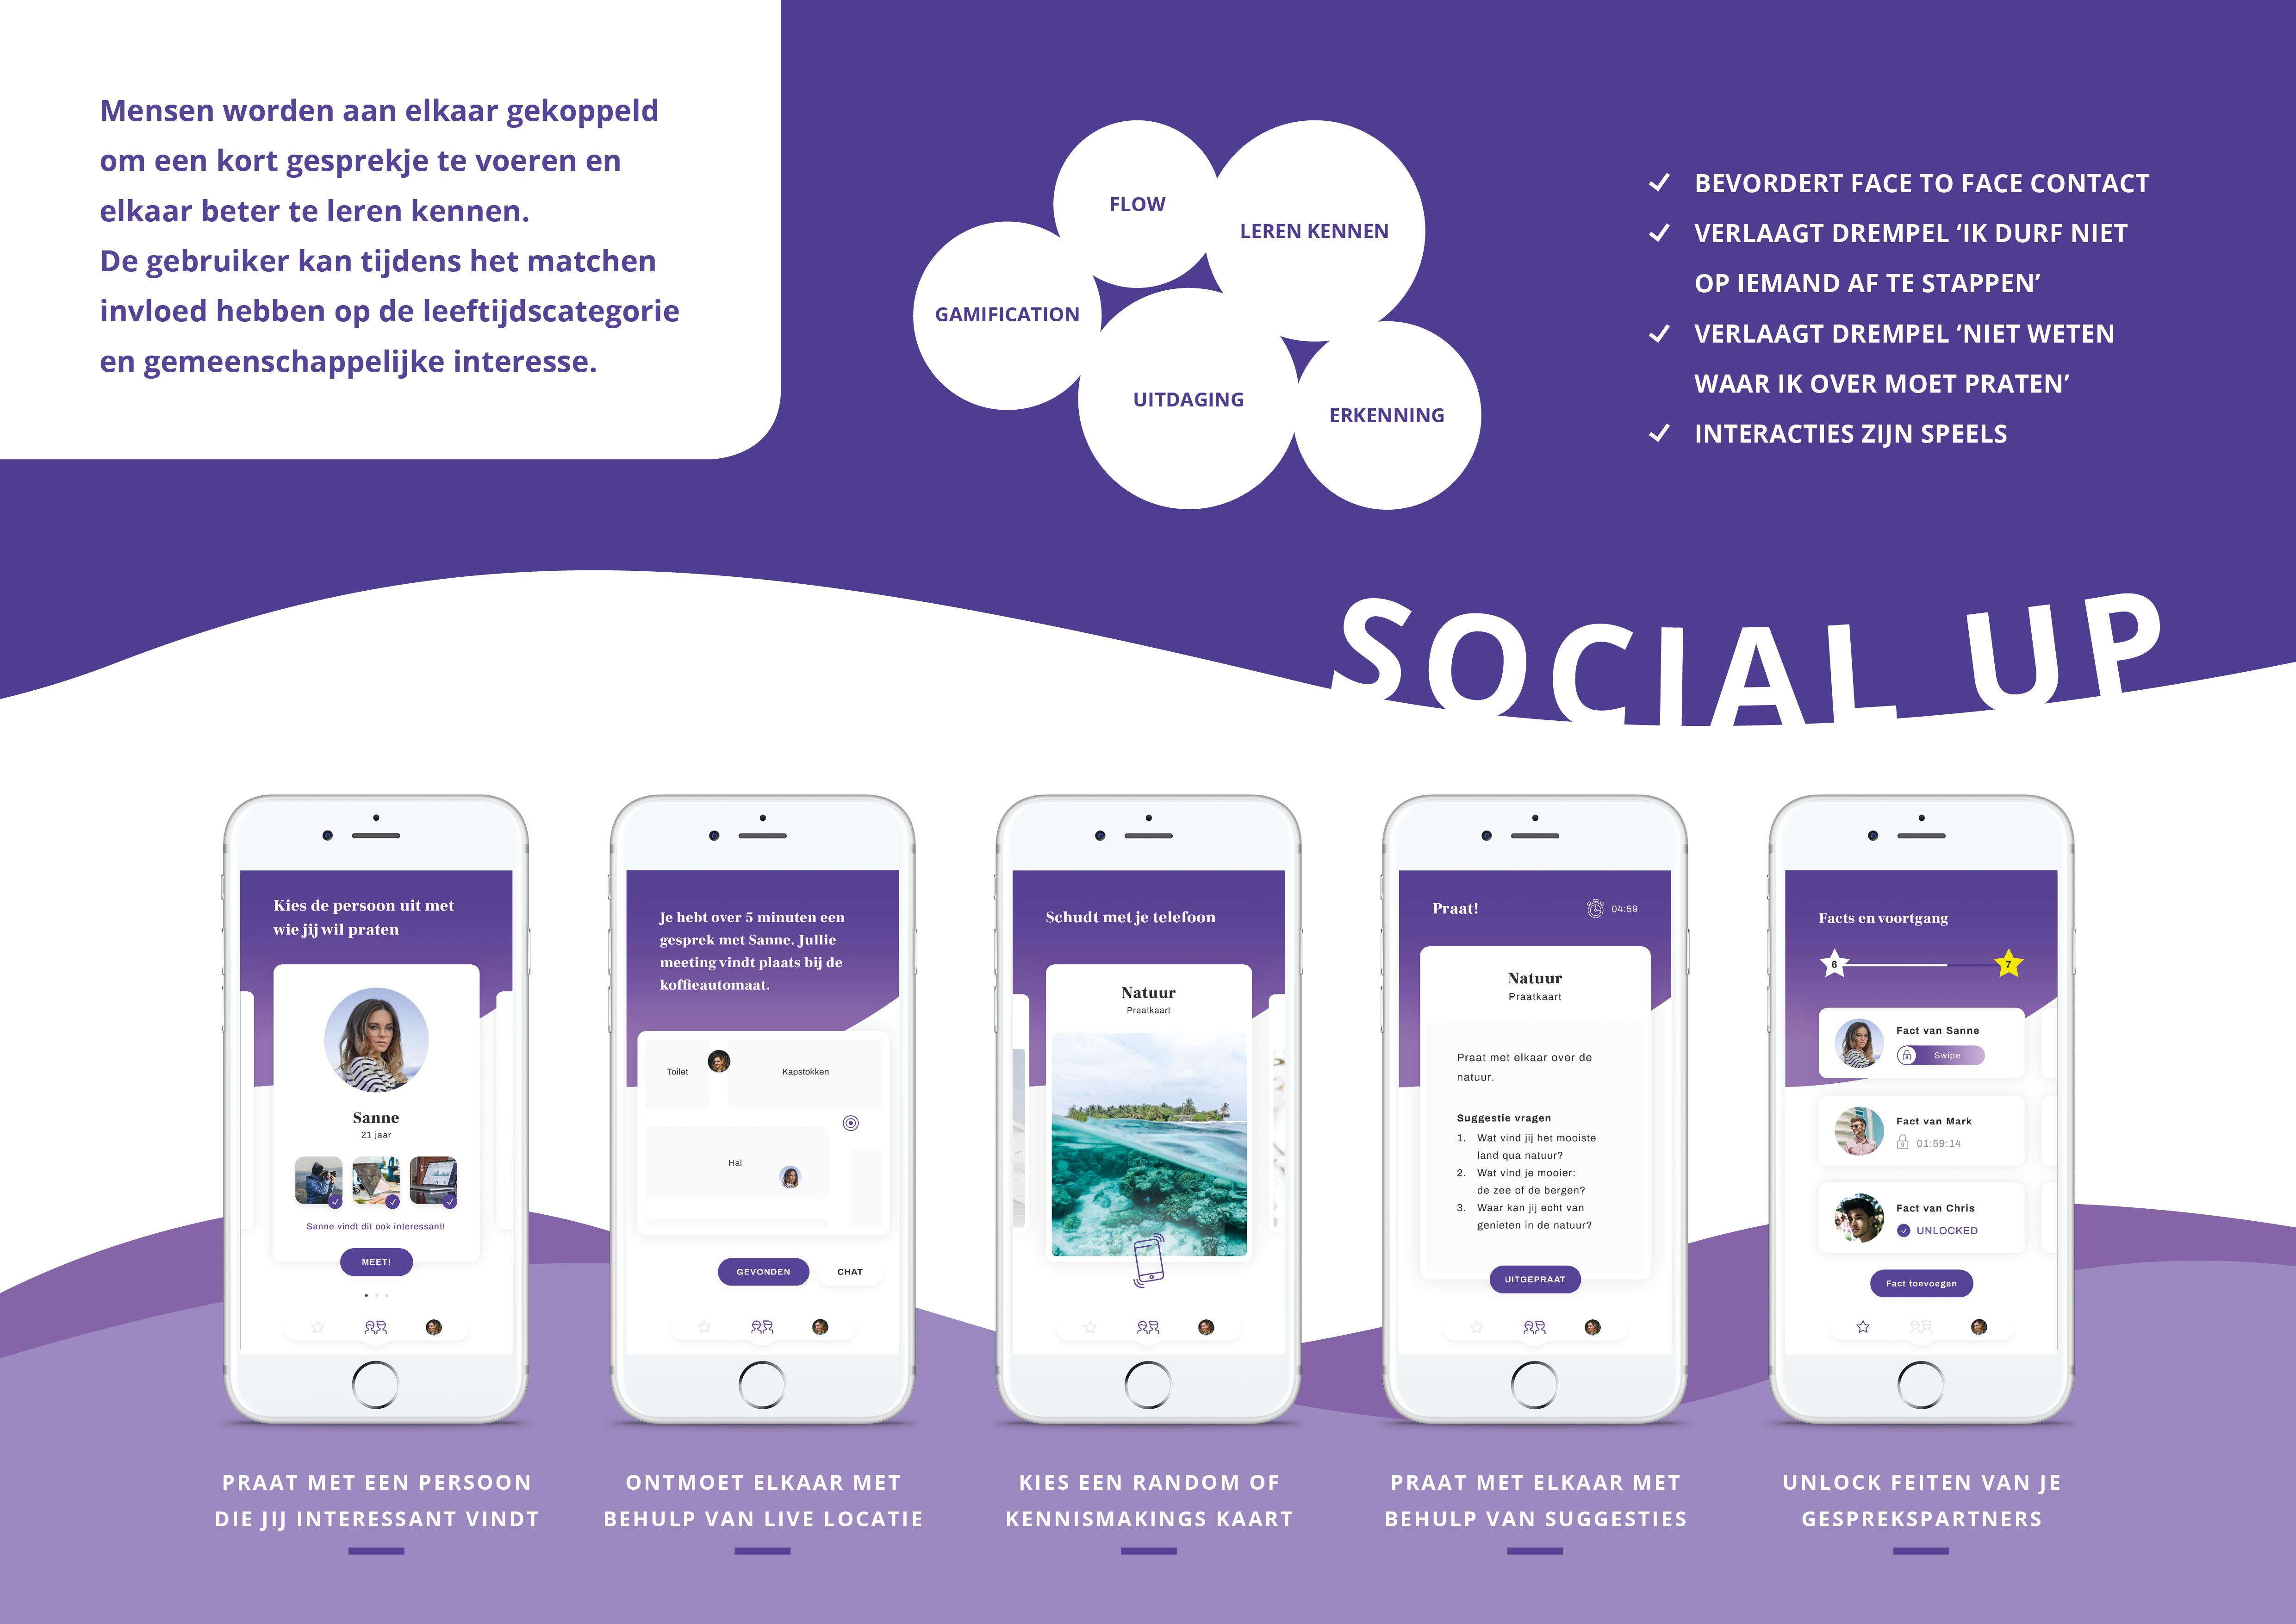 Mensen worden aan elkaar gekoppeld
om een kort gesprekje te voeren en
elkaar beter te leren kennen.
De gebruiker kan tijdens het matchen
invloed hebben op de leeftijdscategorie
en gemeenschappelijke interesse.
FLOW
LEREN KENNEN
GAMIFICATION
UITDAGING
ERKENNING
BEVORDERT FACE TO FACE CONTACT
VERLAAGT DREMPEL ‘IK DURF NIET
OP IEMAND AF TE STAPPEN’
VERLAAGT DREMPEL ‘NIET WETEN
WAAR IK OVER MOET PRATEN’
INTERACTIES ZIJN SPEELS
SOCIAL UP
Kies de persoon uit met
wie jij wil praten
Sanne
21 jaar
Sanne vindt dit ook interessant!
MEET!
Je hebt over 5 minuten een
gesprek met Sanne. Jullie
meeting vindt plaats bij de
koffieautomaat.
Toilet
Kapstokken
Hal
GEVONDEN
CHAT
Schudt met je telefoon
Natuur
Praatkaart
Praat!
04:59
Natuur
Praatkaart
Praat met elkaar over de
natuur.
Suggestie vragen
1. Wat vind jij het mooiste
land qua natuur?
2. Wat vind je mooier:
de zee of de bergen?
3. Waar kan jij echt van
genieten in de natuur?
UITGEPRAAT
Facts en voortgang
6
7
Fact van Sanne
Swipe
Fact van Mark
01:59:14
Fact van Chris
UNLOCKED
Fact toevoegen
PRAAT MET EEN PERSOON
DIE JIJ INTERESSANT VINDT
ONTMOET ELKAAR MET
BEHULP VAN LIVE LOCATIE
KIES EEN RANDOM OF
KENNISMAKINGS KAART
PRAAT MET ELKAAR MET
BEHULP VAN SUGGESTIES
UNLOCK FEITEN VAN JE
GESPREKSPARTNERS